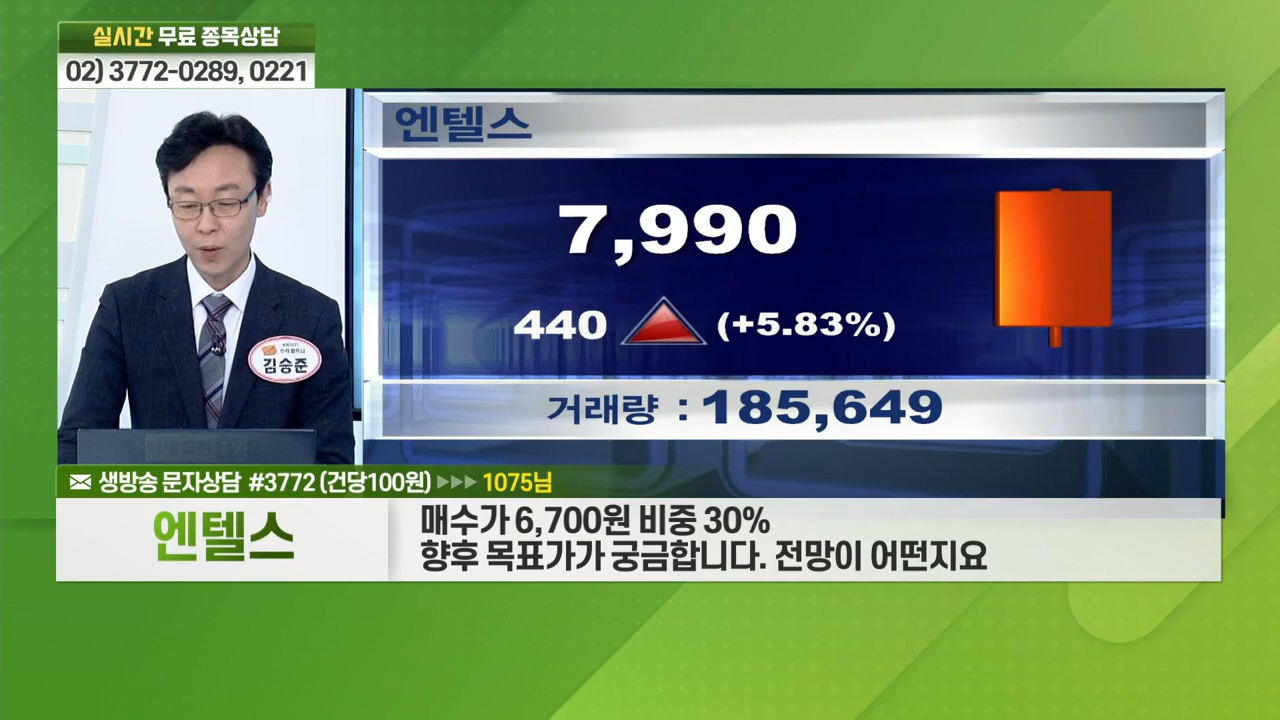 실시간 무료 종목상담
02) 3772-0289, 0221
엔텔스
7,990
440 (+5.83%)
거래량 : 185,649
김승준
생방송 문자상담 #3772 (건당100원) ▶▶▶ 1075님
엔텔스
매수가 6,700원 비중 30%
향후 목표가가 궁금합니다. 전망이 어떤지요